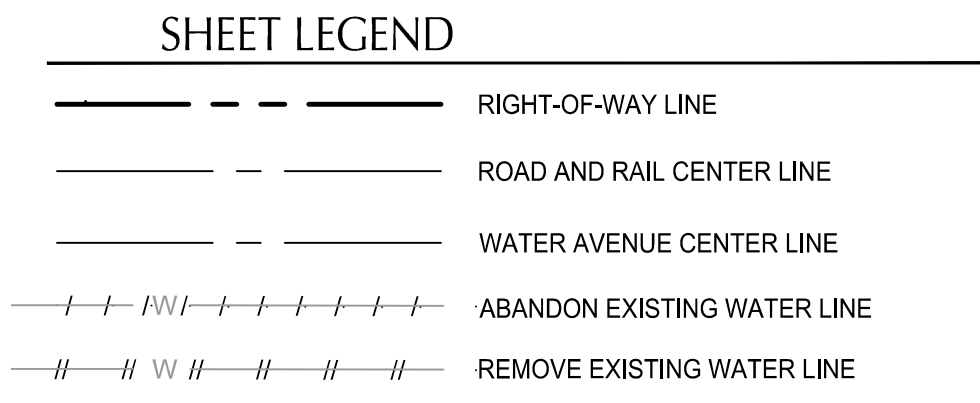 SHEET LEGEND
RIGHT-OF-WAY LINE
ROAD AND RAIL CENTER LINE
WATER AVENUE CENTER LINE
W ABANDON EXISTING WATER LINE
W REMOVE EXISTING WATER LINE